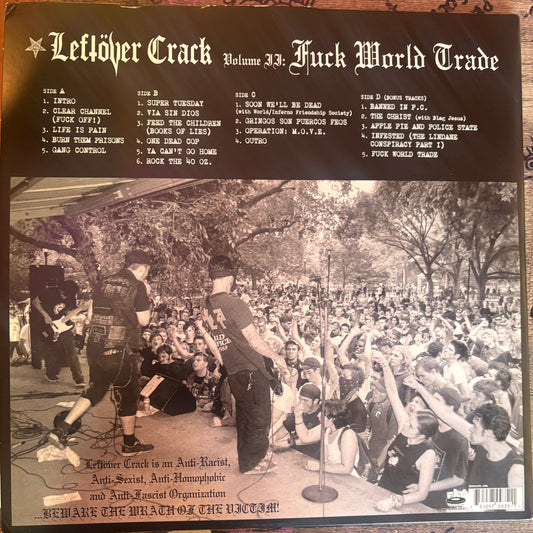 Leftöver Crack Volume II: Fuck World Trade
SIDE A
1. INTRO
2. CLEAR CHANNEL
(FUCK OFF!)
3. LIFE IS PAIN
4. BURN THEM PRISONS
5. GANG CONTROL
SIDE B
1. SUPER TUESDAY
2. VIA SIN DIOS
3. FEED THE CHILDREN
(BOOKS OF LIES)
4. ONE DEAD COP
5. YA CAN'T GO HOME
6. ROCK THE 40 OZ.
SIDE C
1. SOON WE'LL BE DEAD
(with World/Inferno Friendship Society)
2. GRINGOS SON PUERCOS FEOS
3. OPERATION: M.O.V.E.
4. OUTRO
SIDE D (BONUS TRACKS)
1. BANNED IN P.C.
2. THE CHRIST (with Blag Jesus)
3. APPLE PIE AND POLICE STATE
4. INFESTED (THE LINDANE
CONSPIRACY PART I)
5. FUCK WORLD TRADE
Leftöver Crack is an Anti-Racist,
Anti-Sexist, Anti-Homophobic
and Anti-Fascist Organization
...BEWARE THE WRATH OF THE VICTIM!